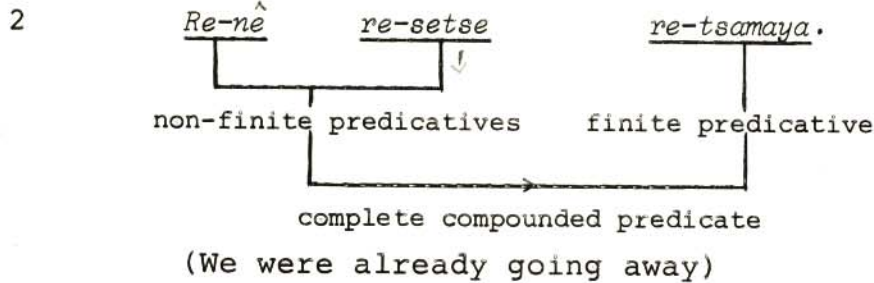 2 Re-nê re-setse re-tsamaya.
non-finite predicatives finite predicative
complete compounded predicate
(We were already going away)